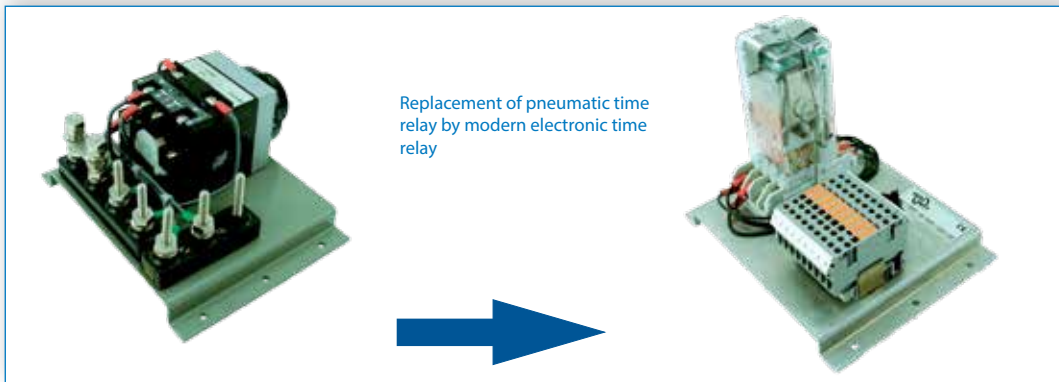 Replacement of pneumatic time
relay by modern electronic time
relay